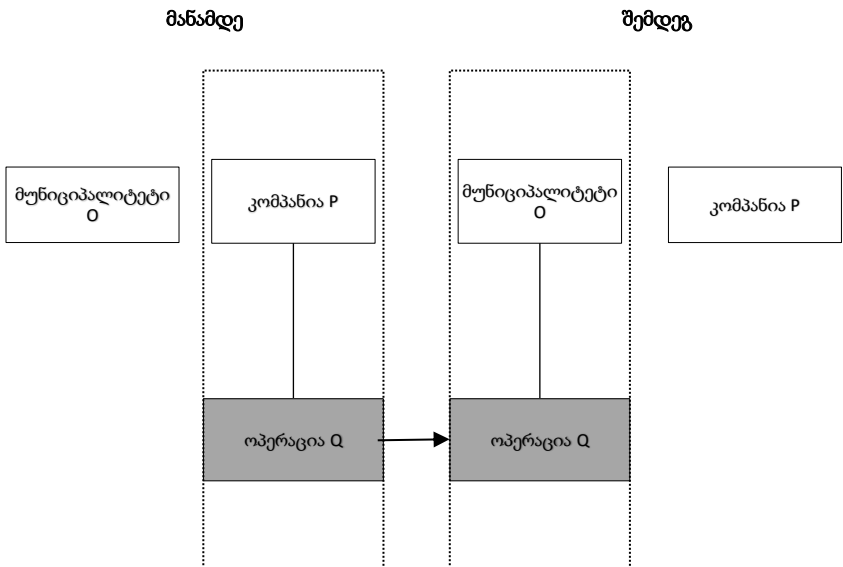 მანამდე
შემდეგ
მუნიციპალიტეტი
O
კომპანია P
მუნიციპალიტეტი
O
კომპანია P
ოპერაცია Q
ოპერაცია Q